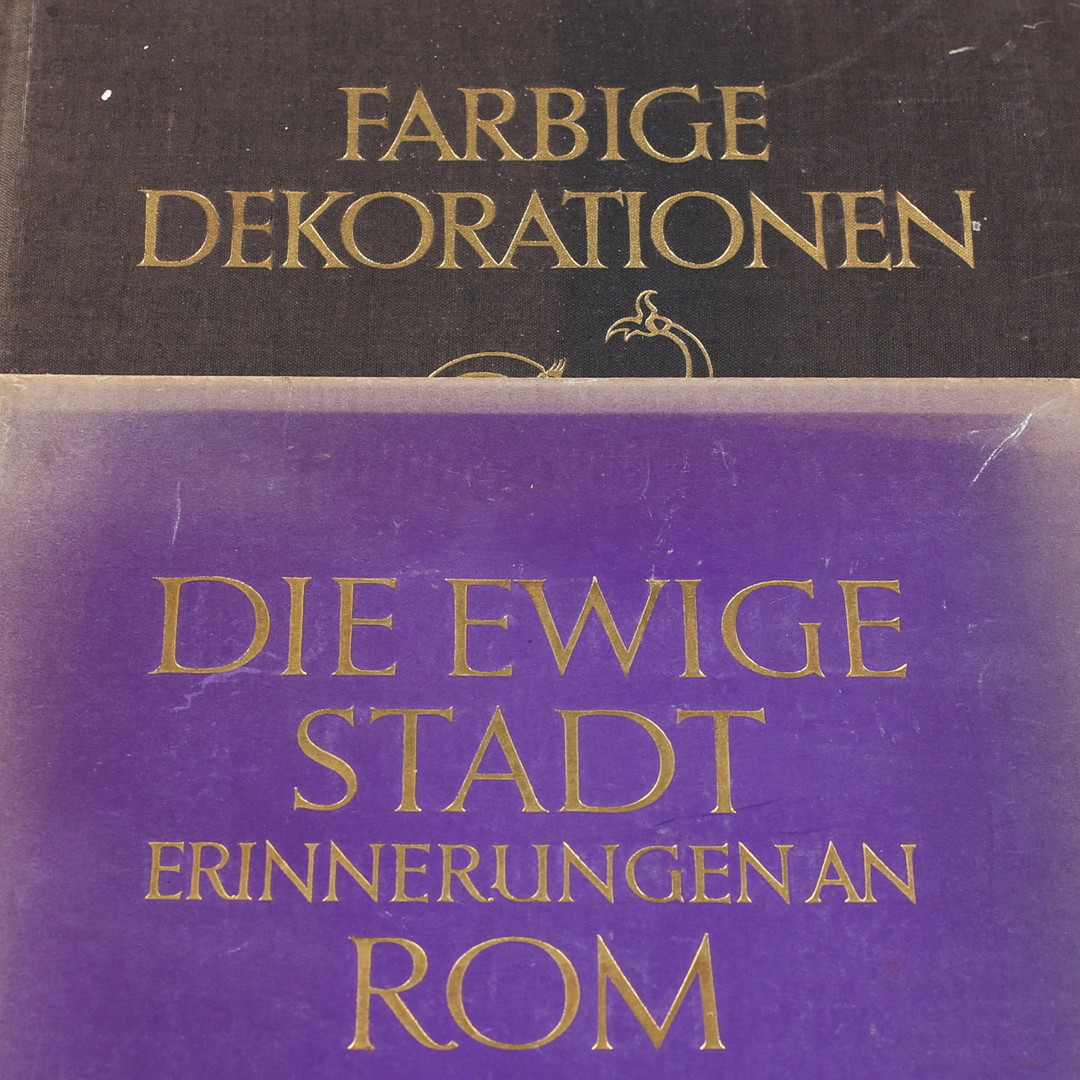 FARBIGE
DEKORATIONEN
DIE EWIGE
STADT
ERINNERUNGEN AN
ROM